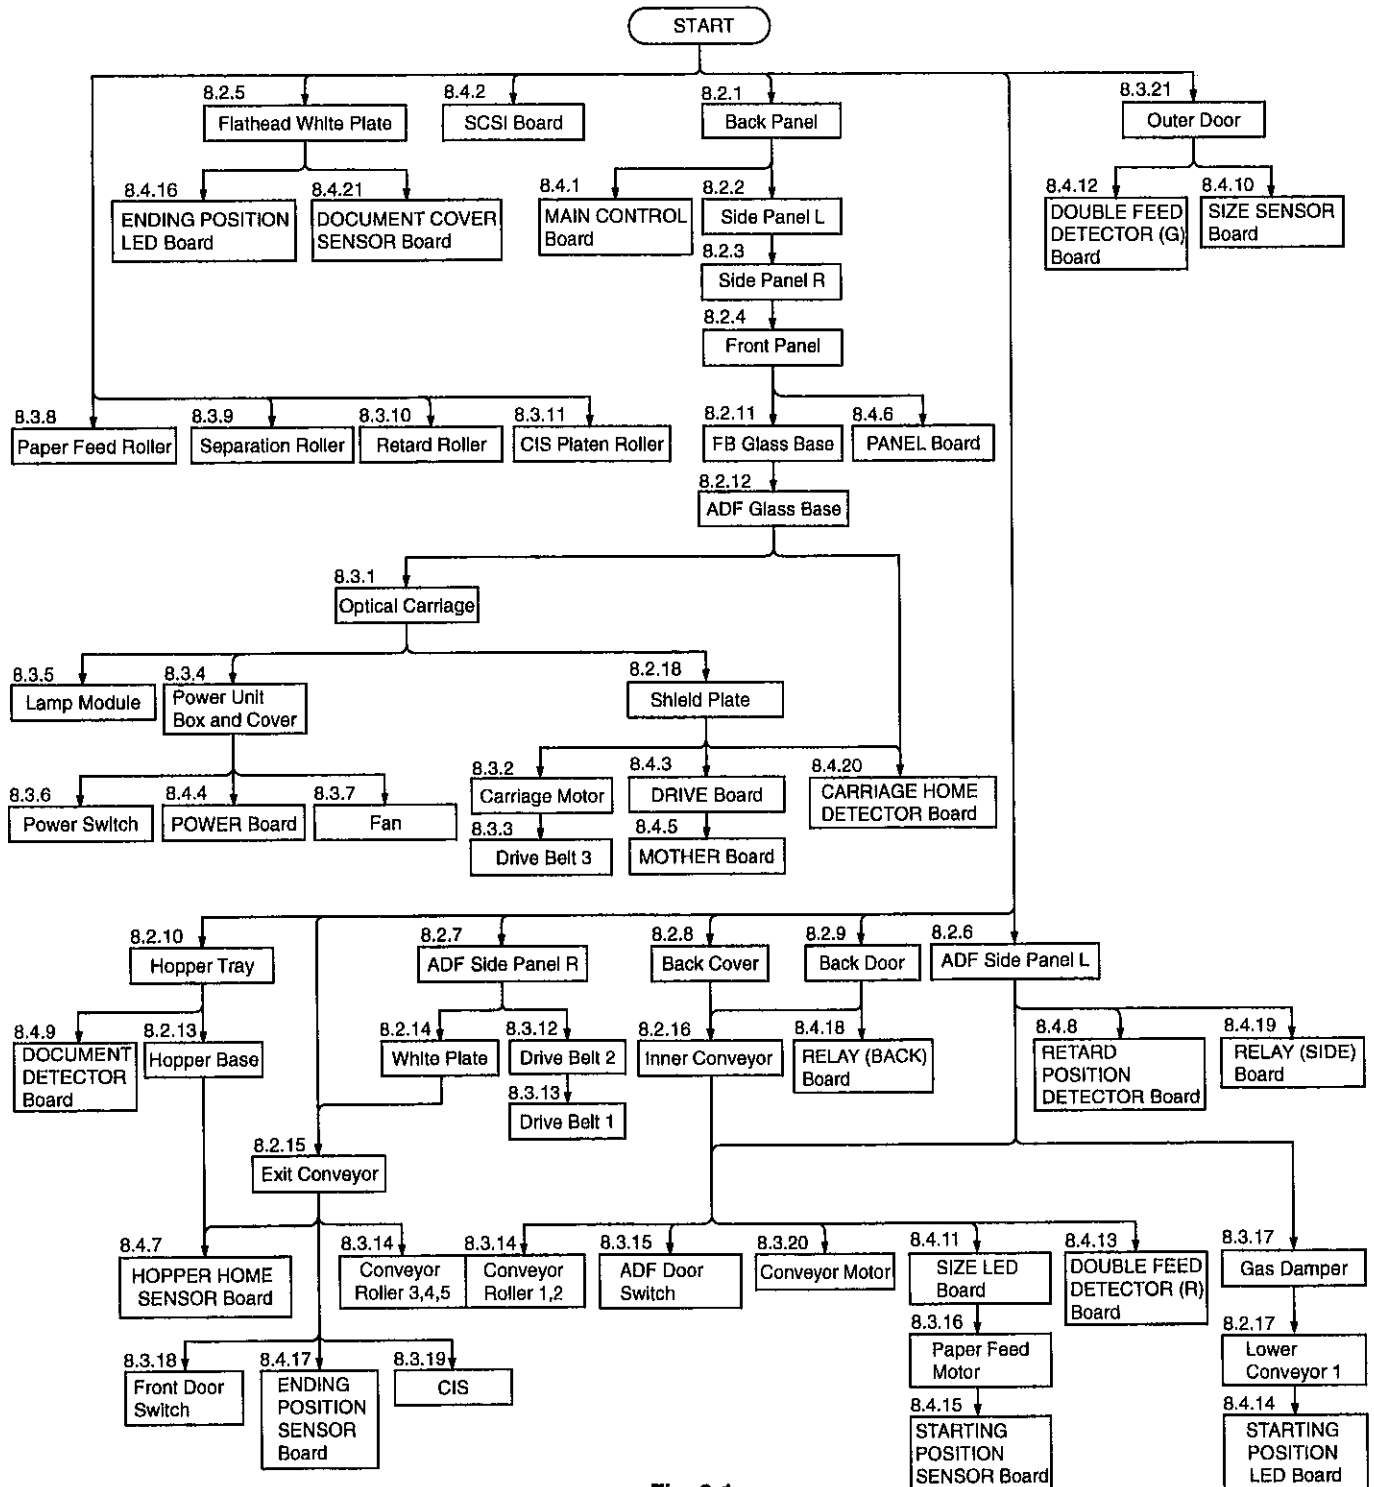 START
8.2.5
Flathead White Plate
8.4.2
SCSI Board
8.2.1
Back Panel
8.3.21
Outer Door
8.4.16
ENDING POSITION
LED Board
8.4.21
DOCUMENT COVER
SENSOR Board
8.4.1
MAIN CONTROL
Board
8.2.2
Side Panel L
8.4.12
DOUBLE FEED
DETECTOR (G)
Board
8.4.10
SIZE SENSOR
Board
8.2.3
Side Panel R
8.2.4
Front Panel
8.3.8
Paper Feed Roller
8.3.9
Separation Roller
8.3.10
Retard Roller
8.3.11
CIS Platen Roller
8.2.11
FB Glass Base
8.4.6
PANEL Board
8.2.12
ADF Glass Base
8.3.1
Optical Carriage
8.3.5
Lamp Module
8.3.4
Power Unit
Box and Cover
8.2.18
Shield Plate
8.3.6
Power Switch
8.4.4
POWER Board
8.3.7
Fan
8.3.2
Carriage Motor
8.4.3
DRIVE Board
8.4.20
CARRIAGE HOME
DETECTOR Board
8.3.3
Drive Belt 3
8.4.5
MOTHER Board
8.2.10
Hopper Tray
8.2.7
ADF Side Panel R
8.2.8
Back Cover
8.2.9
Back Door
8.2.6
ADF Side Panel L
8.4.9
DOCUMENT
DETECTOR
Board
8.2.13
Hopper Base
8.2.14
White Plate
8.3.12
Drive Belt 2
8.2.16
Inner Conveyor
8.4.18
RELAY (BACK)
Board
8.4.8
RETARD
POSITION
DETECTOR Board
8.4.19
RELAY (SIDE)
Board
8.3.13
Drive Belt 1
8.2.15
Exit Conveyor
8.4.7
HOPPER HOME
SENSOR Board
8.3.14
Conveyor
Roller 3,4,5
8.3.14
Conveyor
Roller 1,2
8.3.15
ADF Door
Switch
8.3.20
Conveyor Motor
8.4.11
SIZE LED
Board
8.4.13
DOUBLE FEED
DETECTOR (R)
Board
8.3.17
Gas Damper
8.3.18
Front Door
Switch
8.4.17
ENDING
POSITION
SENSOR
Board
8.3.19
CIS
8.3.16
Paper Feed
Motor
8.2.17
Lower
Conveyor 1
8.4.15
STARTING
POSITION
SENSOR Board
8.4.14
STARTING
POSITION
LED Board